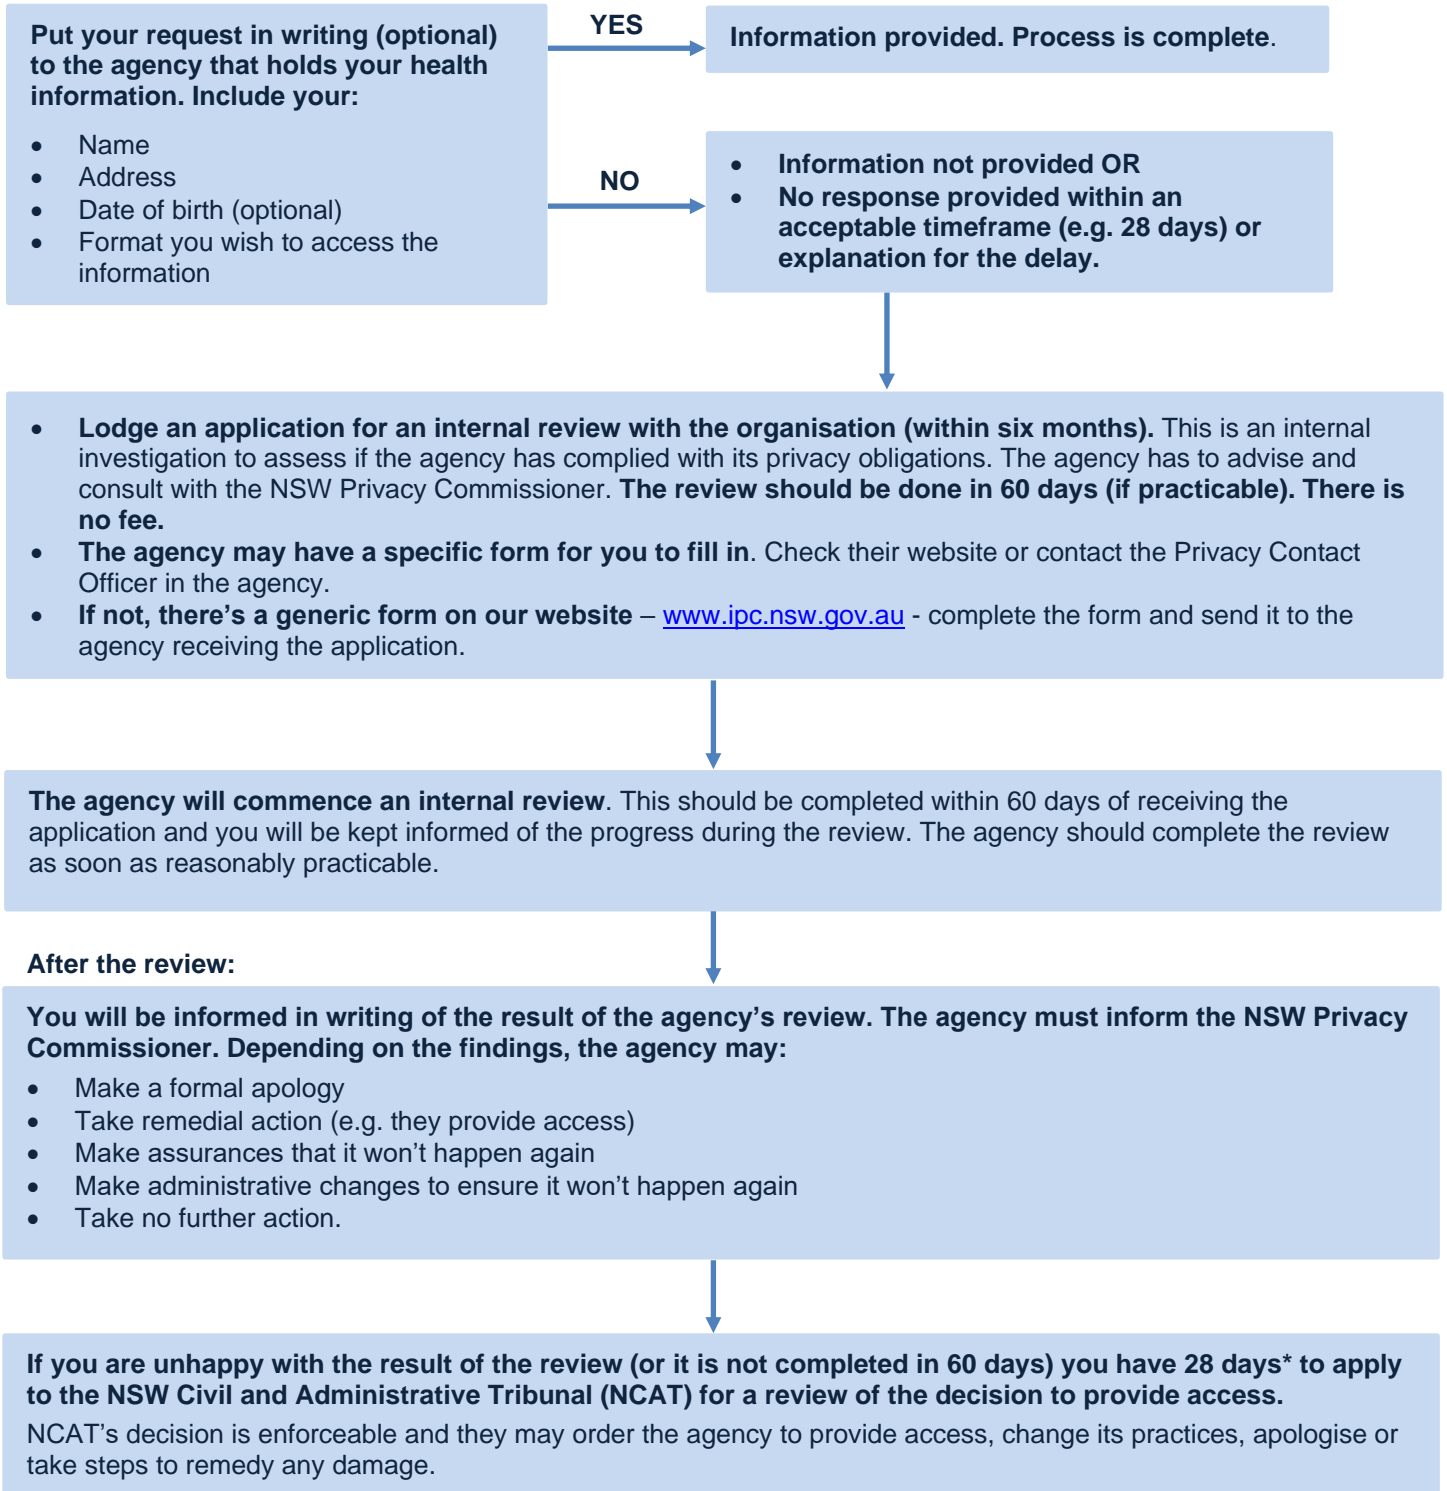 Put your request in writing (optional)
to the agency that holds your health
information. Include your:
• Name
• Address
• Date of birth (optional)
• Format you wish to access the
information
YES
Information provided. Process is complete.
NO
• Information not provided OR
• No response provided within an
acceptable timeframe (e.g. 28 days) or
explanation for the delay.
• Lodge an application for an internal review with the organisation (within six months). This is an internal
investigation to assess if the agency has complied with its privacy obligations. The agency has to advise and
consult with the NSW Privacy Commissioner. The review should be done in 60 days (if practicable). There is
no fee.
• The agency may have a specific form for you to fill in. Check their website or contact the Privacy Contact
Officer in the agency.
• If not, there’s a generic form on our website – www.ipc.nsw.gov.au - complete the form and send it to the
agency receiving the application.
The agency will commence an internal review. This should be completed within 60 days of receiving the
application and you will be kept informed of the progress during the review. The agency should complete the review
as soon as reasonably practicable.
After the review:
You will be informed in writing of the result of the agency’s review. The agency must inform the NSW Privacy
Commissioner. Depending on the findings, the agency may:
• Make a formal apology
• Take remedial action (e.g. they provide access)
• Make assurances that it won’t happen again
• Make administrative changes to ensure it won’t happen again
• Take no further action.
If you are unhappy with the result of the review (or it is not completed in 60 days) you have 28 days* to apply
to the NSW Civil and Administrative Tribunal (NCAT) for a review of the decision to provide access.
NCAT’s decision is enforceable and they may order the agency to provide access, change its practices, apologise or
take steps to remedy any damage.